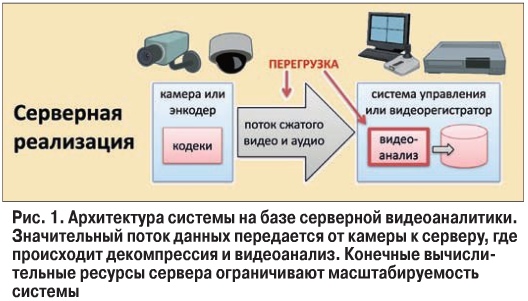 ПЕРЕГРУЗКА
Серверная
реализация
камера или
энкодер
кодеки
поток сжатого
видео и аудио
система управления
или видеорегистратор
видео-
анализ
Рис. 1. Архитектура системы на базе серверной видеоаналитики.
Значительный поток данных передается от камеры к серверу, где
происходит декомпрессия и видеоанализ. Конечные вычисли-
тельные ресурсы сервера ограничивают масштабируемость
системы